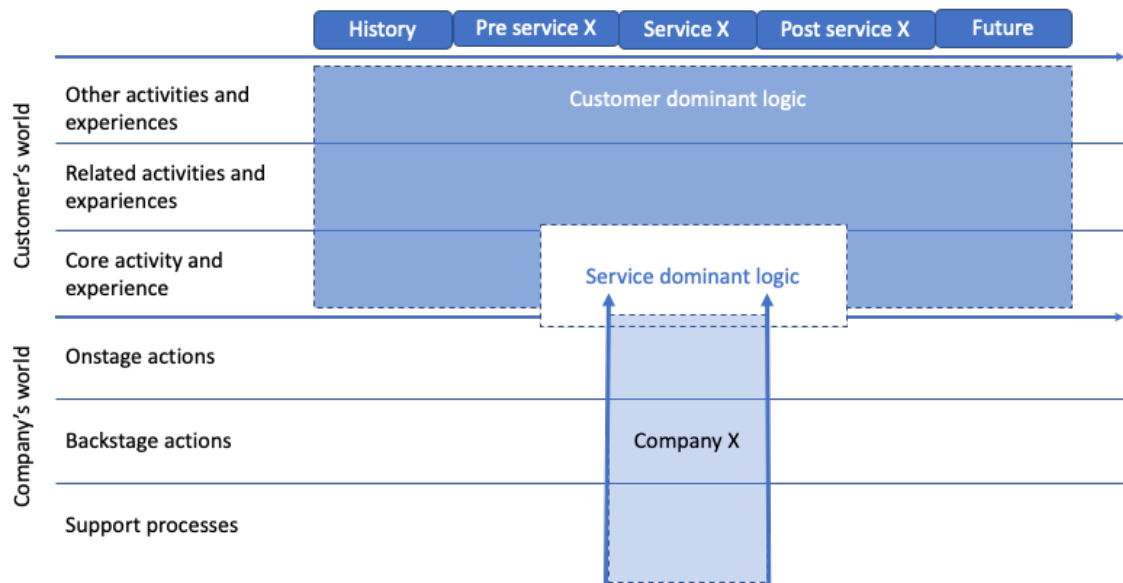 History
Pre service X
Service X
Post service X
Future
Customer's world
Other activities and
experiences
Customer dominant logic
Related activities and
expariences
Core activity and
experience
Service dominant logic
Company's world
Onstage actions
Backstage actions
Company X
Support processes